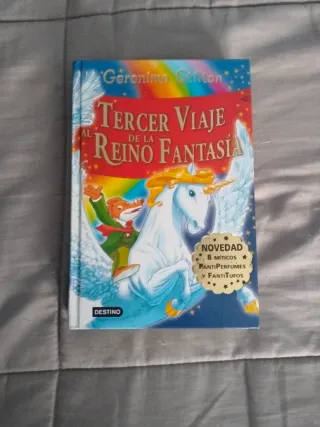 Geronimo Stilton
TERCER VIAJE
AL DE LA
REINO FANTASÍA
NOVEDAD
8 MÍTICOS
FANTIPERFUMES
Y FANTITUFOS
DESTINO